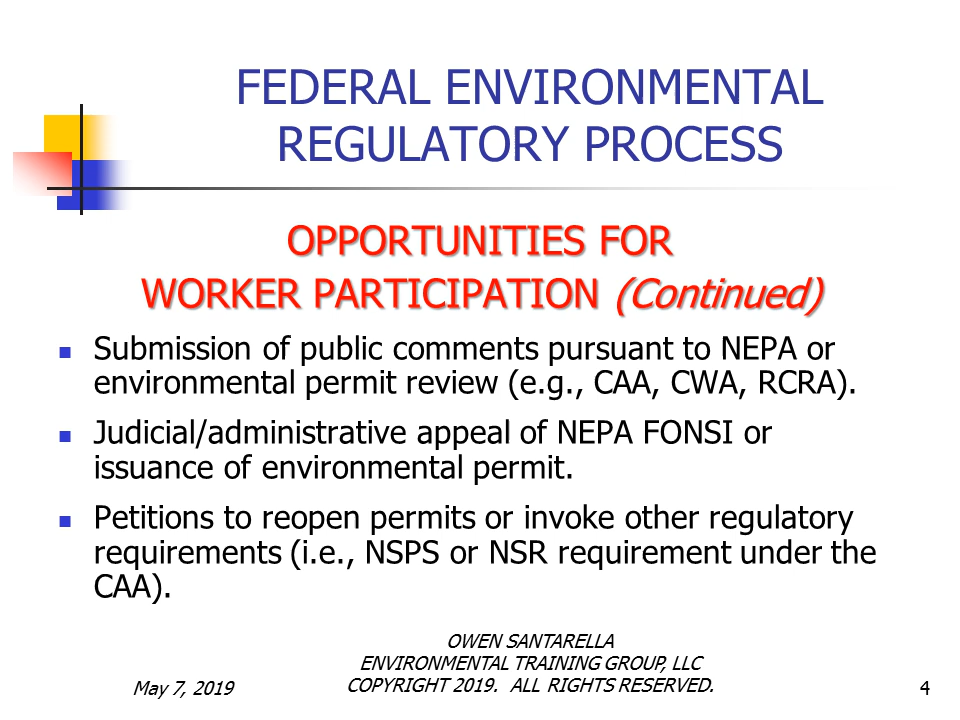 FEDERAL ENVIRONMENTAL
REGULATORY PROCESS
OPPORTUNITIES FOR
WORKER PARTICIPATION (Continued)
Submission of public comments pursuant to NEPA or
environmental permit review (e.g., CAA, CWA, RCRA).
Judicial/administrative appeal of NEPA FONSI or
issuance of environmental permit.
Petitions to reopen permits or invoke other regulatory
requirements (i.e., NSPS or NSR requirement under the
CAA).
OWEN SANTARELLA
ENVIRONMENTAL TRAINING GROUP, LLC
COPYRIGHT 2019. ALL RIGHTS RESERVED.
May 7, 2019
4